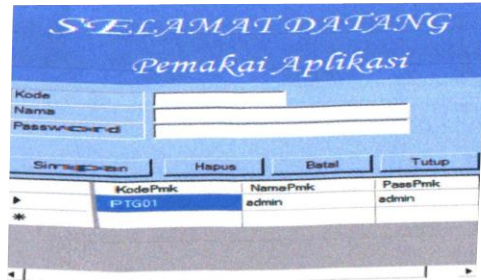 SELAMAT DATANG
Pemakai Aplikasi
Kode
Nama
Password
Simpan Hapus Batal Tutup
KodePmk NamaPmk PassPmk
PTG01 admin admin